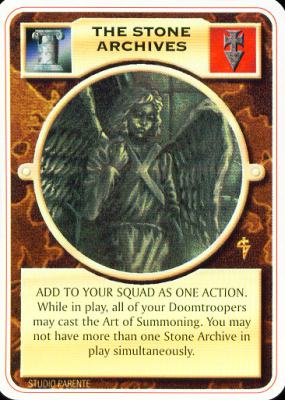 THE STONE
ARCHIVES
ADD TO YOUR SQUAD AS ONE ACTION.
While in play, all of your Doomtroopers
may cast the Art of Summoning. You may
not have more than one Stone Archive in
play simultaneously.
STUDIO PARENTE